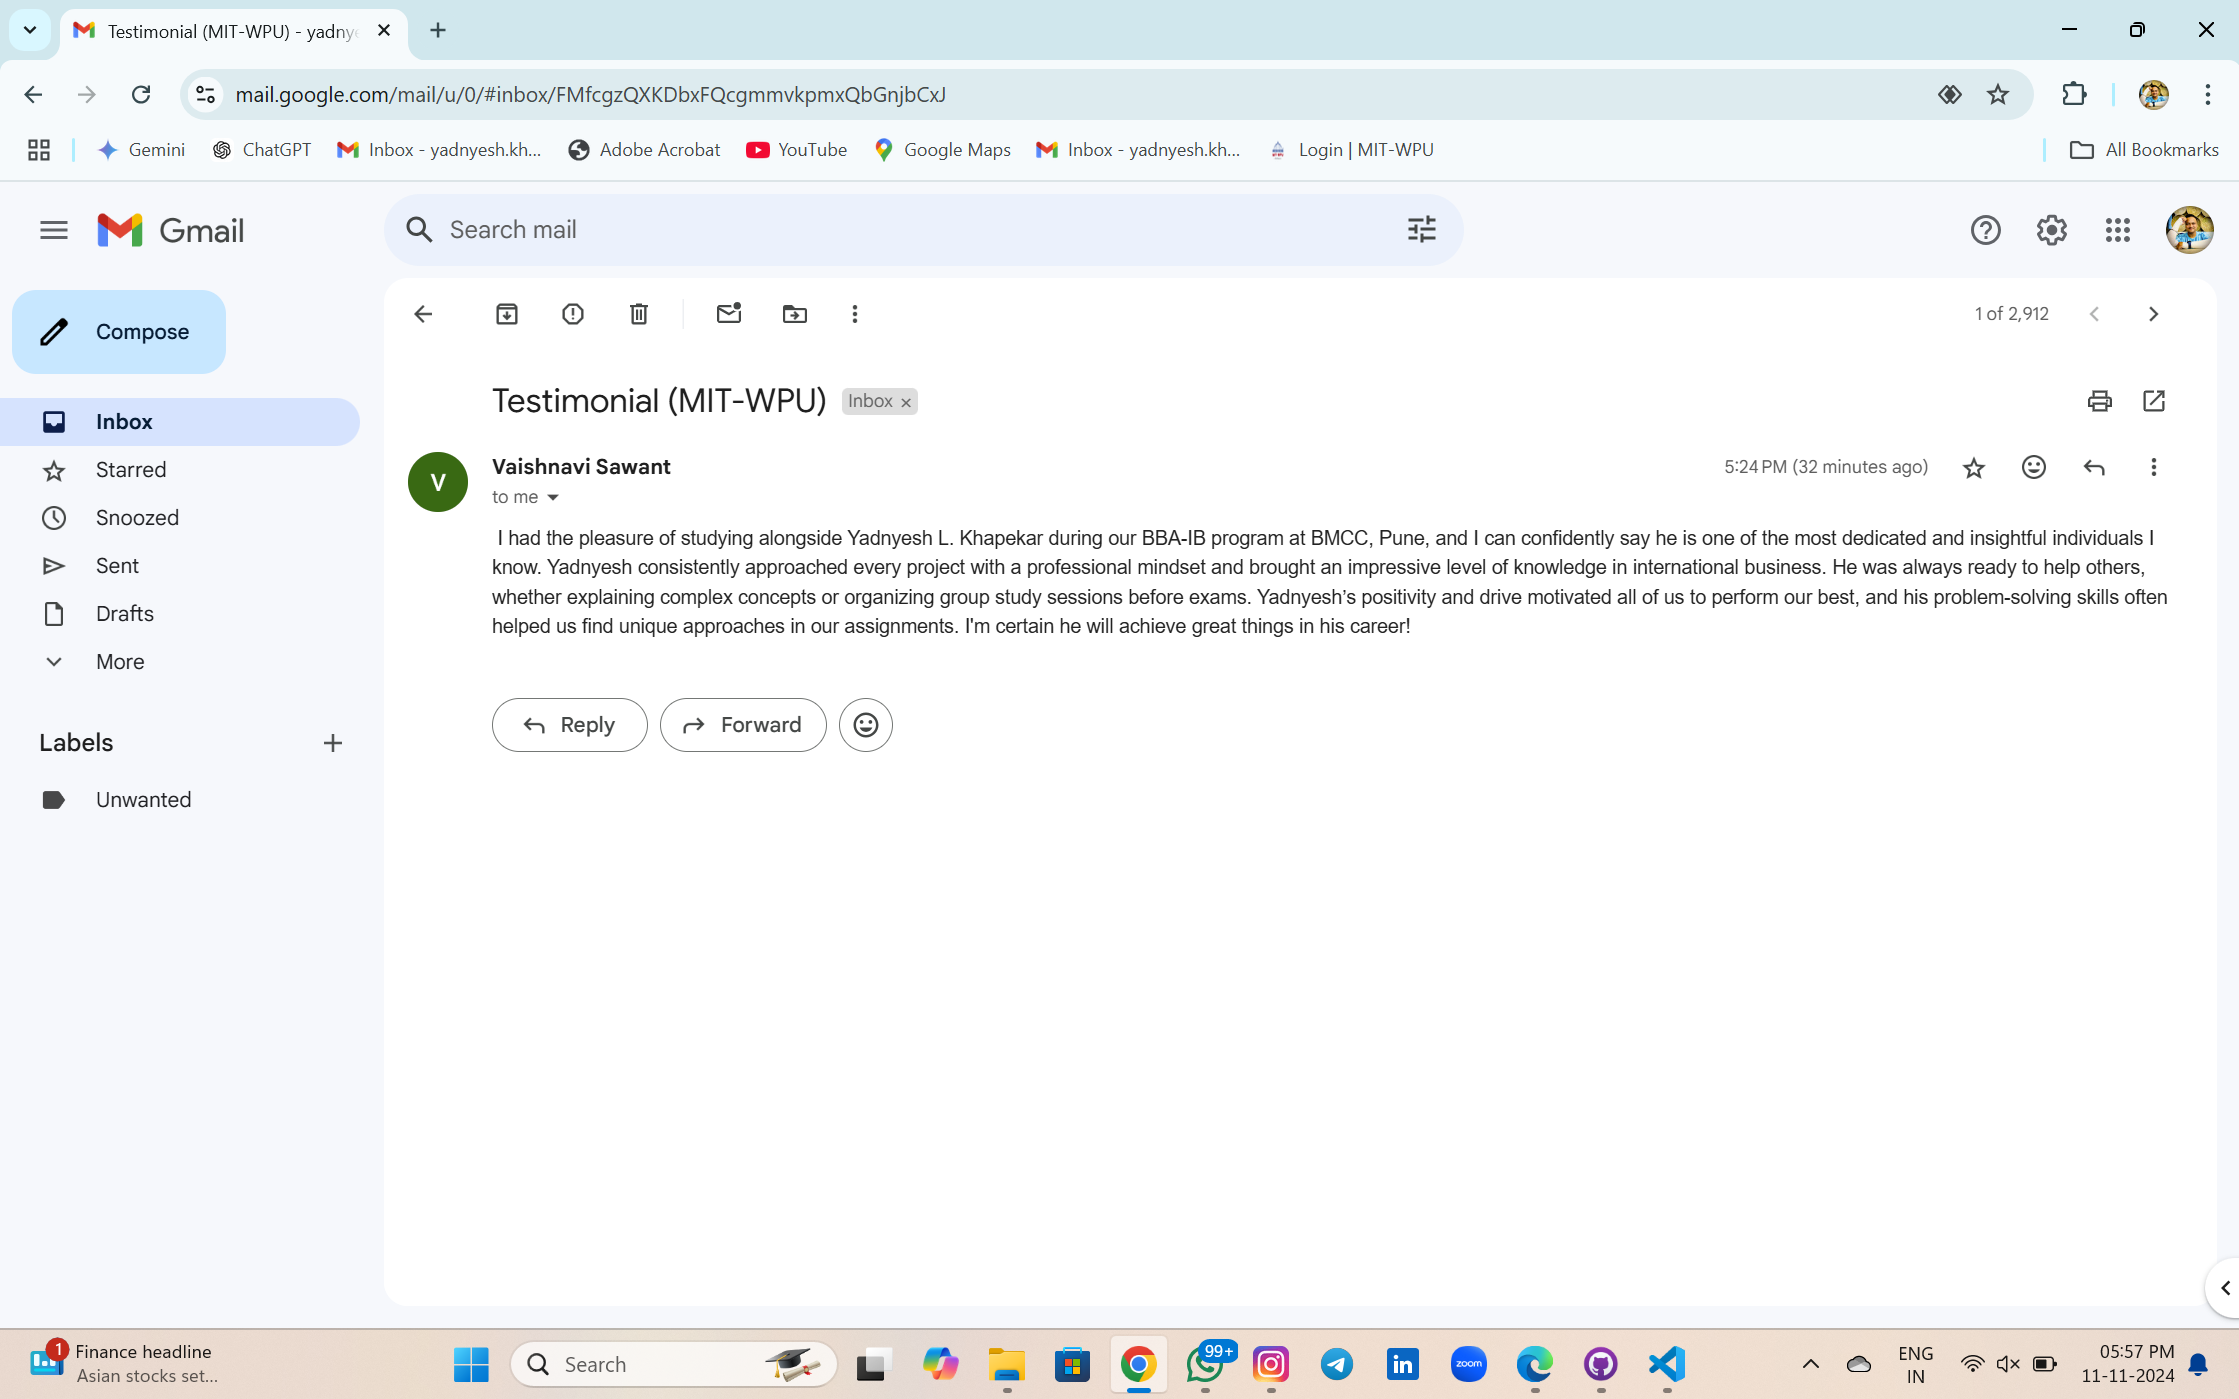 Testimonial (MIT-WPU) - yadnye
mail.google.com/mail/u/0/#inbox/FMfcgzQXKDbxFQcgmmvkpmxQbGnjbCxJ
Gemini
ChatGPT
Inbox - yadnyesh.kh...
Adobe Acrobat
YouTube
Google Maps
Inbox - yadnyesh.kh...
Login | MIT-WPU
All Bookmarks
Gmail
Search mail
Compose
1 of 2,912
Inbox
Starred
Snoozed
Sent
Drafts
More
Labels
Unwanted
Testimonial (MIT-WPU)
Inbox
V
Vaishnavi Sawant
5:24 PM (32 minutes ago)
to me
I had the pleasure of studying alongside Yadnyesh L. Khapekar during our BBA-IB program at BMCC, Pune, and I can confidently say he is one of the most dedicated and insightful individuals I
know. Yadnyesh consistently approached every project with a professional mindset and brought an impressive level of knowledge in international business. He was always ready to help others,
whether explaining complex concepts or organizing group study sessions before exams. Yadnyesh’s positivity and drive motivated all of us to perform our best, and his problem-solving skills often
helped us find unique approaches in our assignments. I'm certain he will achieve great things in his career!
Reply
Forward
1
Finance headline
Asian stocks set...
Search
99+
zoom
ENG
IN
05:57 PM
11-11-2024